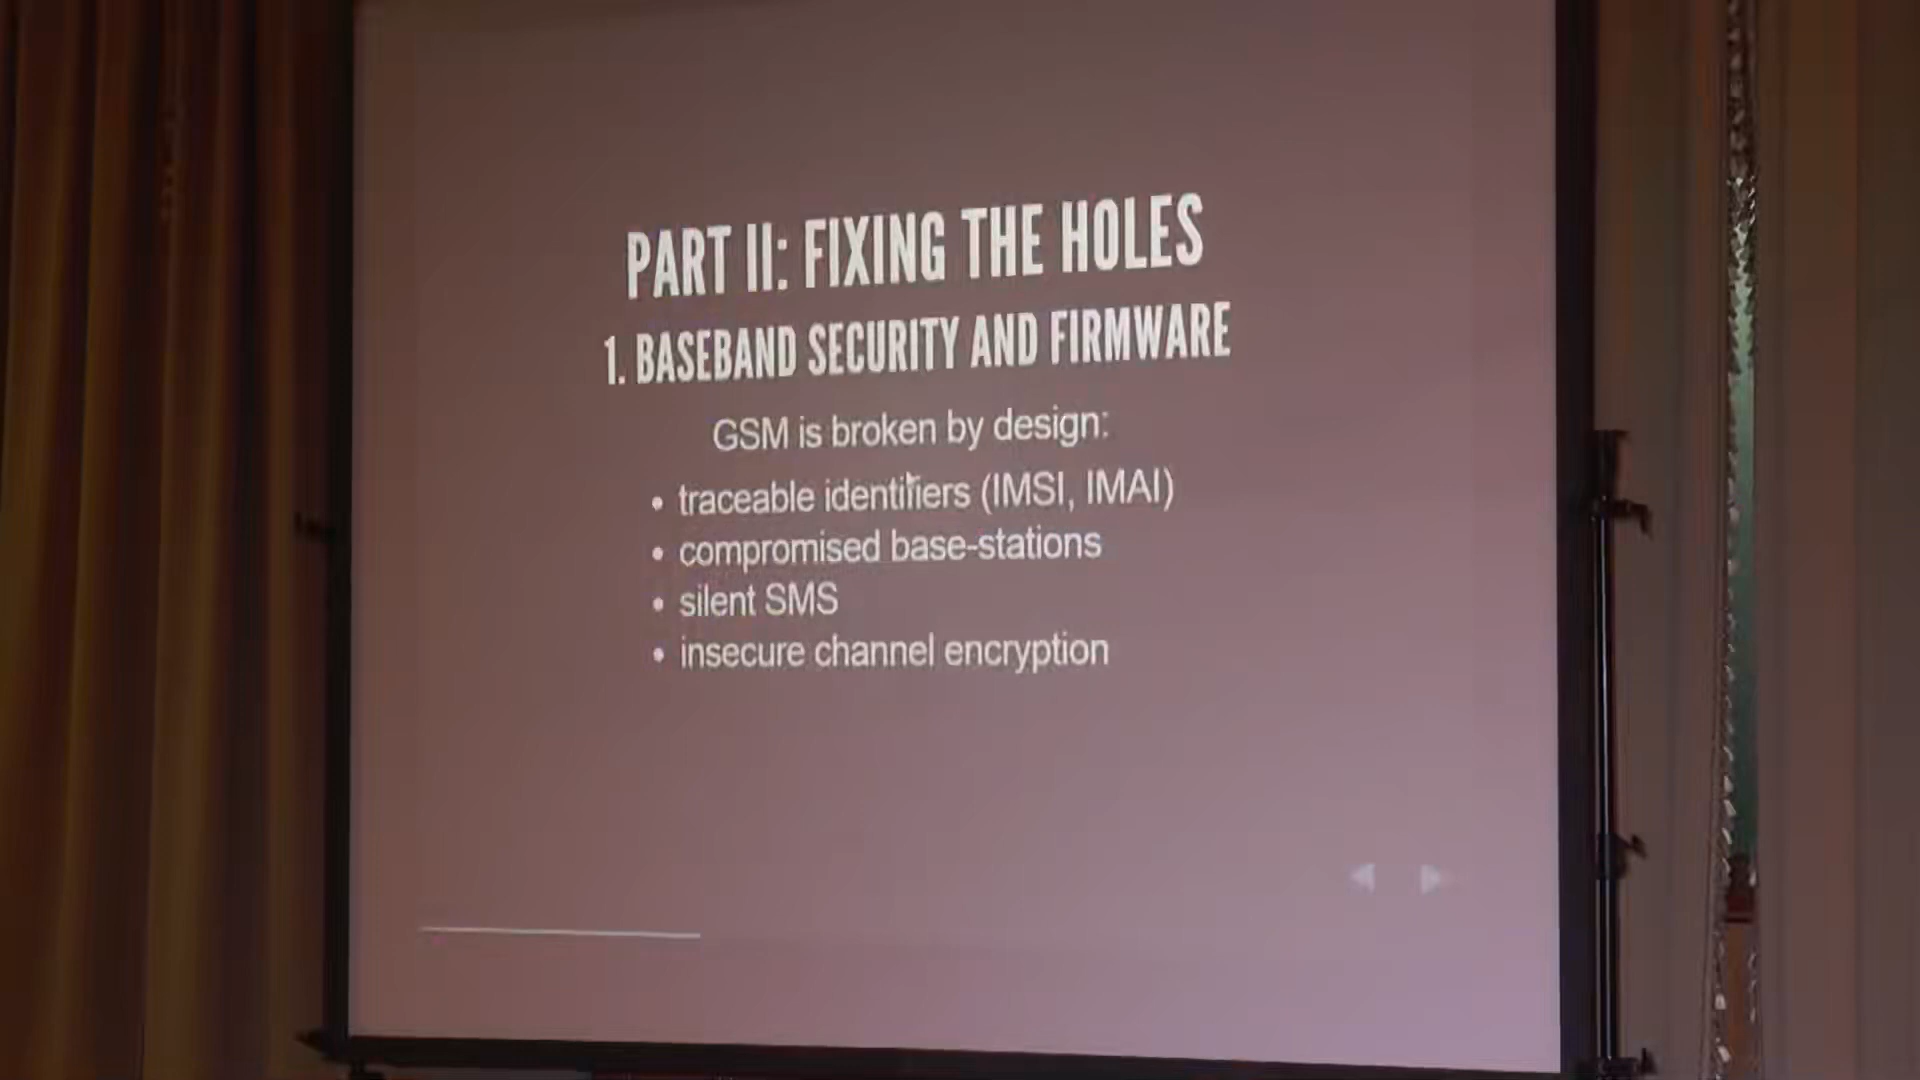 PART II: FIXING THE HOLES
1. BASEBAND SECURITY AND FIRMWARE
GSM is broken by design:
• traceable identifiers (IMSI, IMAI)
• compromised base-stations
• silent SMS
• insecure channel encryption